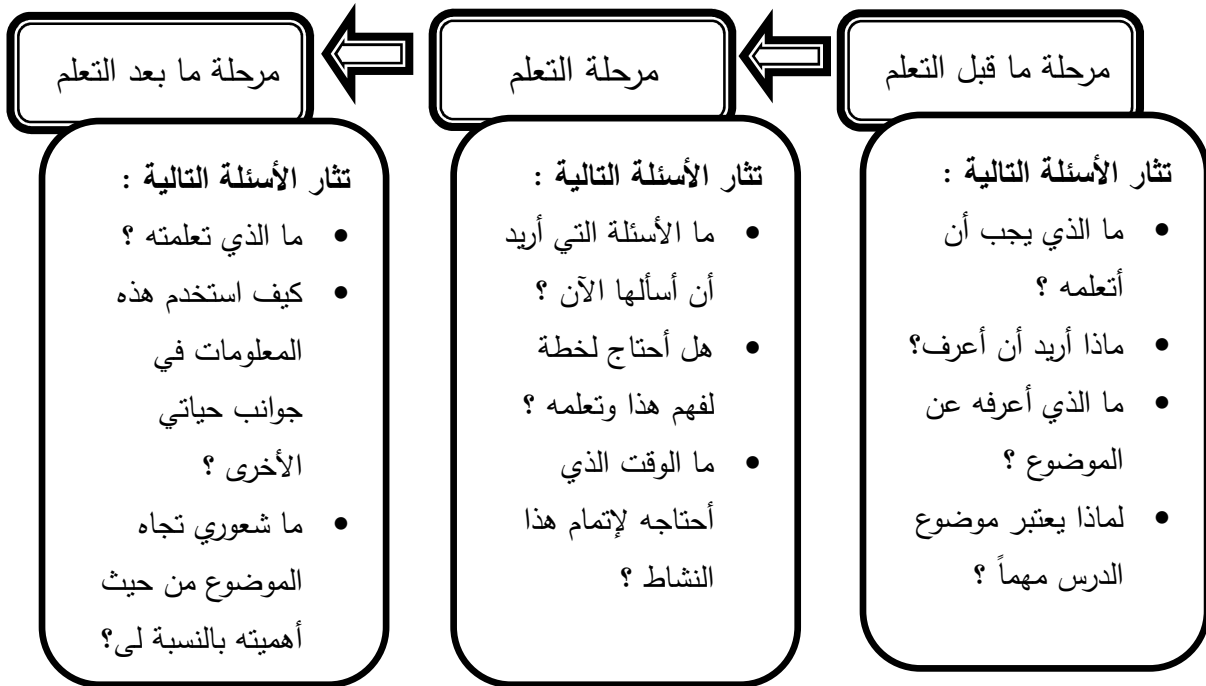 مرحلة ما قبل التعلم
تثار الأسئلة التالية :
• ما الذي يجب أن
أتعلمه ؟
• ماذا أريد أن أعرف؟
• ما الذي أعرفه عن
الموضوع ؟
• لماذا يعتبر موضوع
الدرس مهماً ؟
مرحلة التعلم
تثار الأسئلة التالية :
• ما الأسئلة التي أريد
أن أسألها الآن ؟
• هل أحتاج لخطة
لفهم هذا وتعلمه ؟
• ما الوقت الذي
أحتاجه لإتمام هذا
النشاط ؟
مرحلة ما بعد التعلم
تثار الأسئلة التالية :
• ما الذي تعلمته ؟
• كيف استخدم هذه
المعلومات في
جوانب حياتي
الأخرى ؟
• ما شعوري تجاه
الموضوع من حيث
أهميته بالنسبة لى؟